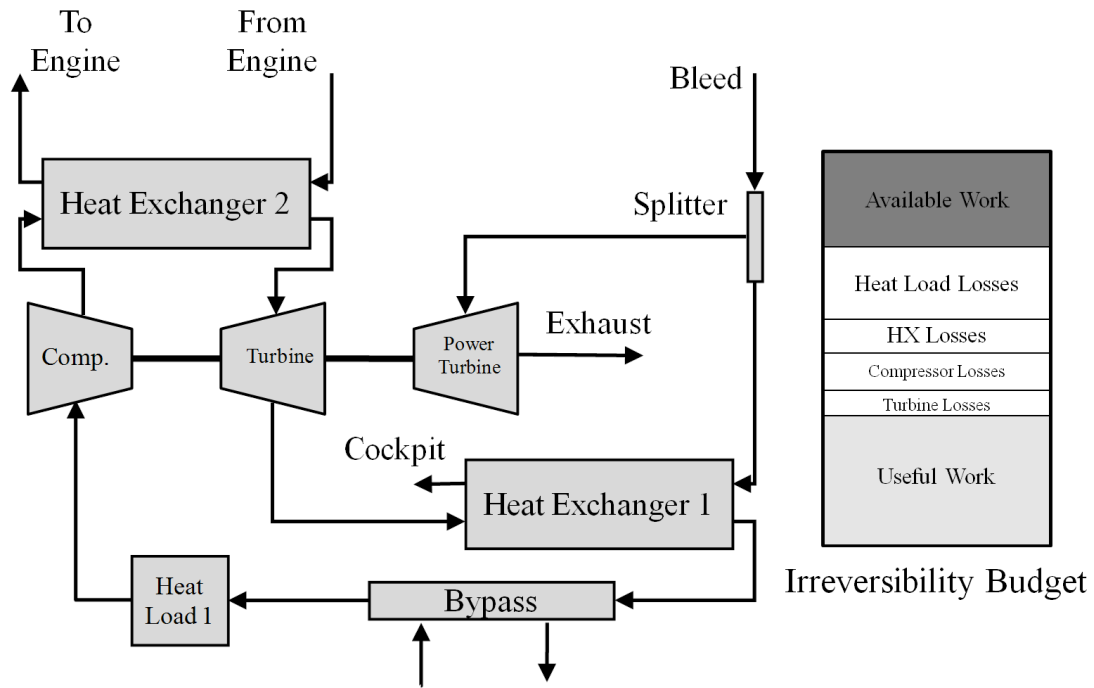 To
Engine
From
Engine
Bleed
Heat Exchanger 2
Splitter
Available Work
Heat Load Losses
HX Losses
Compressor Losses
Turbine Losses
Useful Work
Irreversibility Budget
Comp.
Turbine
Power
Turbine
Exhaust
Cockpit
Heat Exchanger 1
Heat
Load 1
Bypass